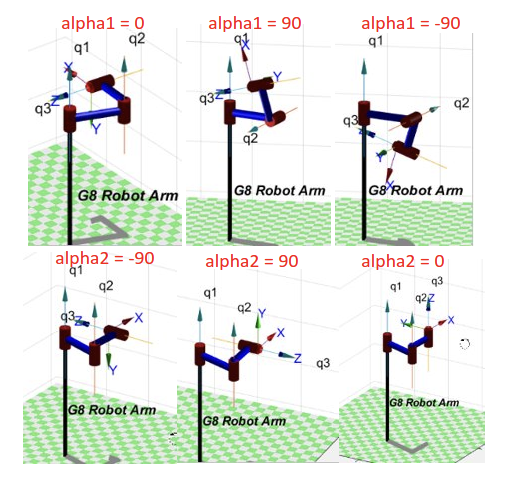 alpha1 = 0
alpha1 = 90
alpha1 = -90
q1
q2
X
Z
q3
Y
G8 Robot Arm
q1
X
Y
q3
Z
q2
G8 Robot Arm
q1
q2
q3
Y
X
G8 Robot Arm
alpha2 = -90
alpha2 = 90
alpha2 = 0
q1
q2
q3
Z
X
Y
G8 Robot Arm
q1
q2
Y
X
Z
q3
G8 Robot Arm
q1
q3
q2
Z
Y
X
G8 Robot Arm